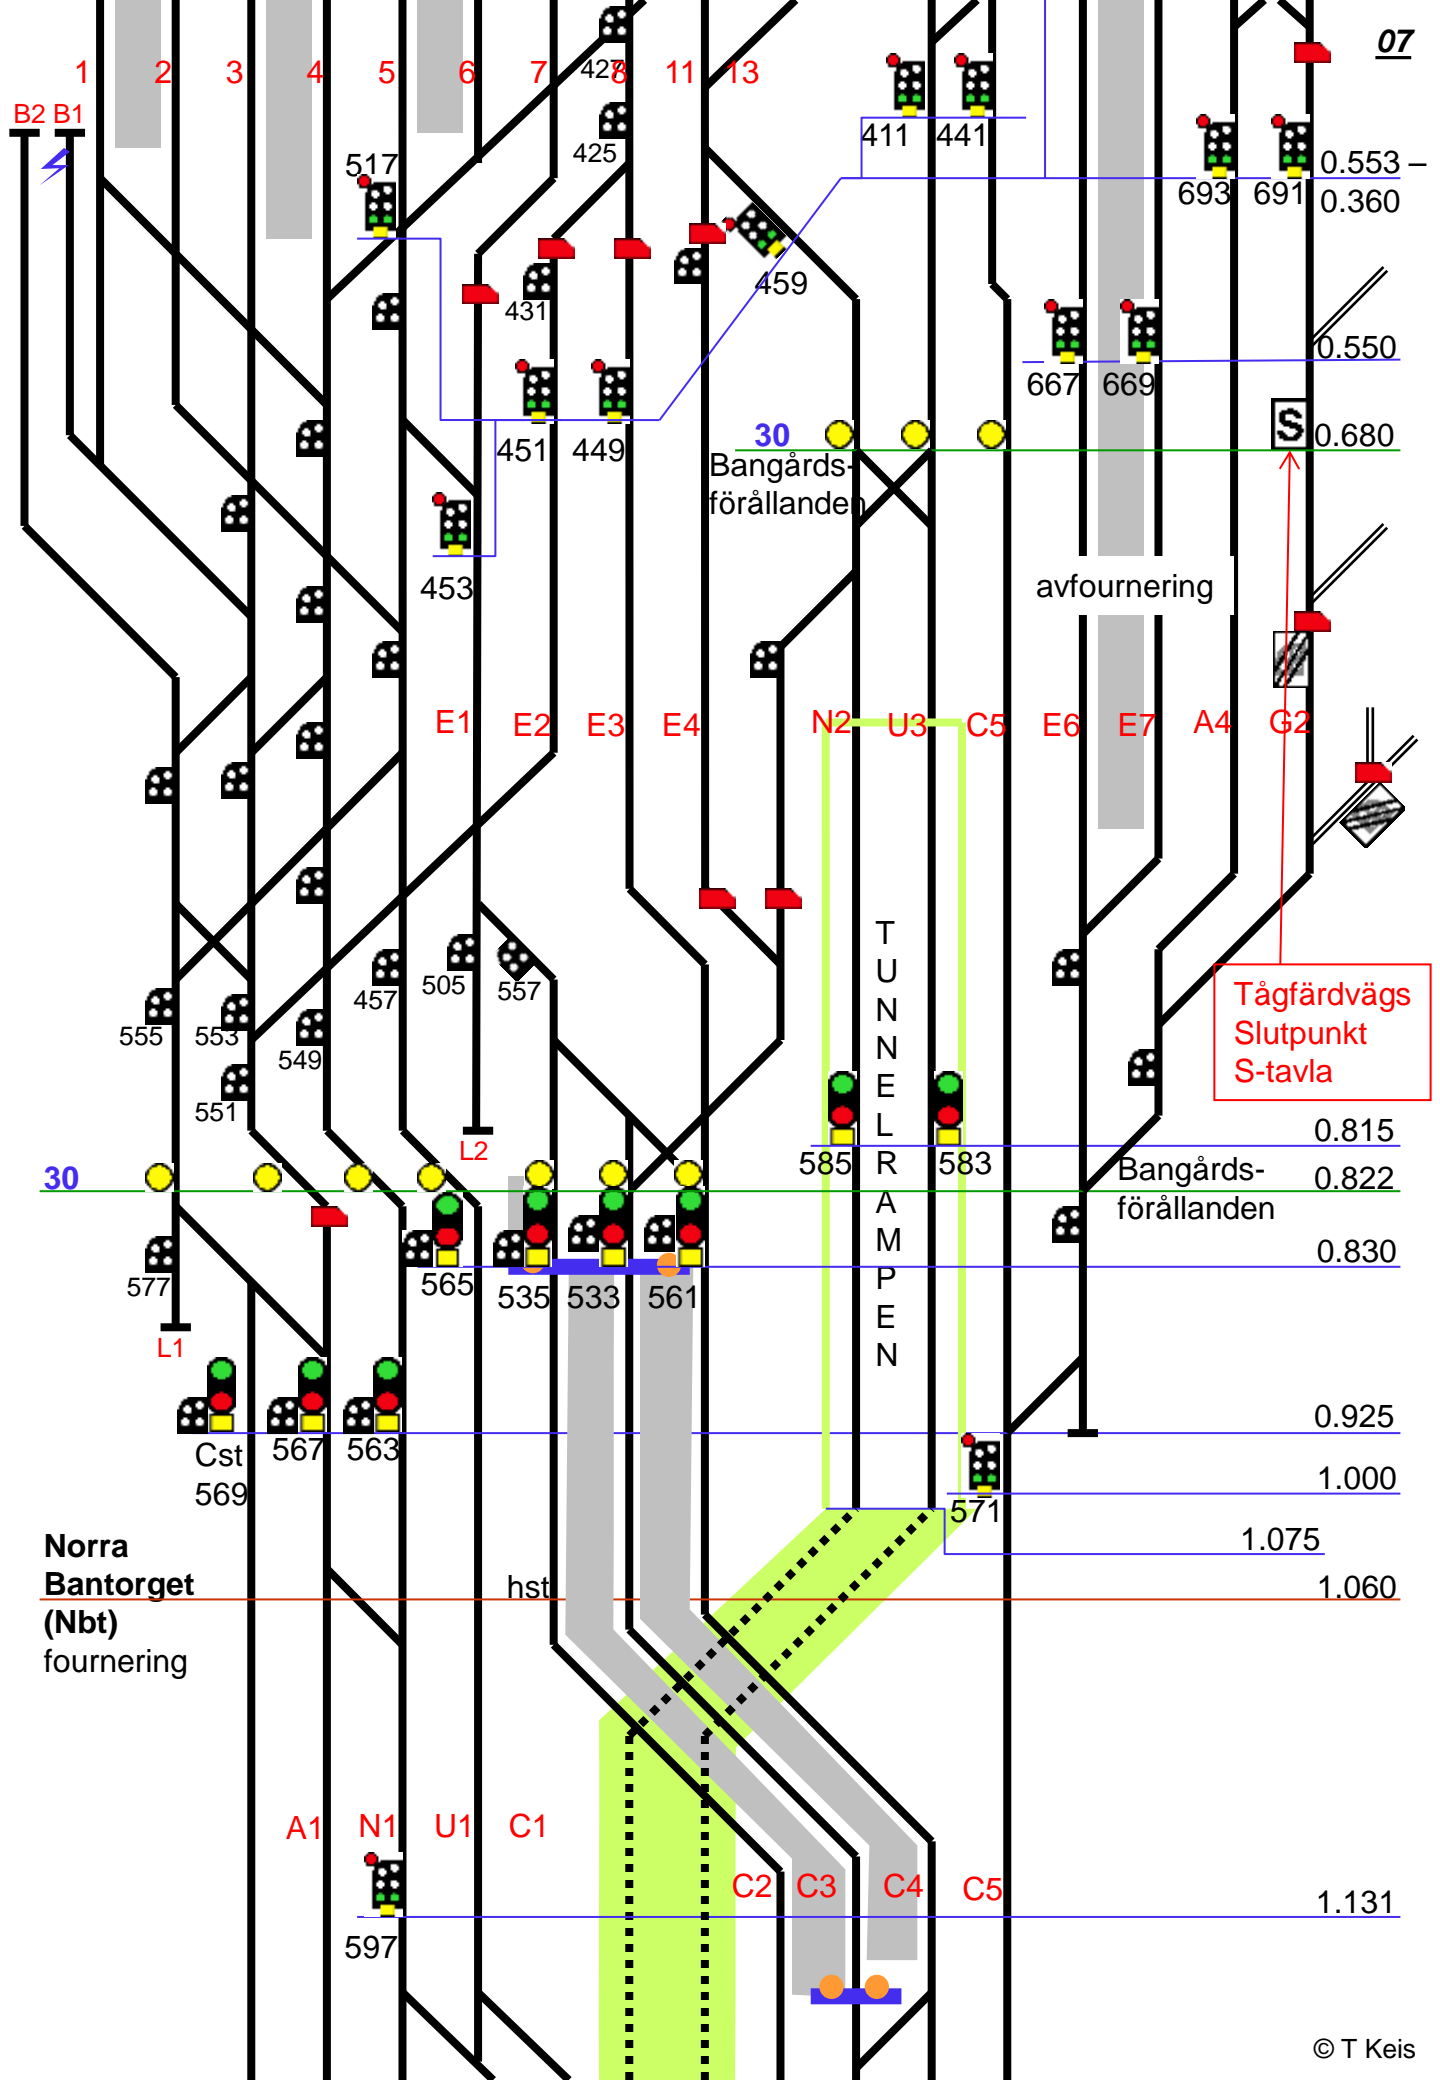 07
1 2 3 4 5 6 7 427 8 11 13
B2 B1
411 441
425
517
0.553 –
693 691
0.360
459
431
0.550
667 669
30
0.680
S
451 449
Bangårds-
förållanden
453
avfournering
E1 E2 E3 E4 N2 U3 C5 E6 E7 A4 G2
TUNNELRAMPEN
505 557
457
Tågfärdvägs
Slutpunkt
S-tavla
555 553
549
551
0.815
L2
585 583
30
Bangårds-
förållanden
0.822
0.830
577
565 535 533 561
L1
0.925
Cst
569
567 563
1.000
571
1.075
Norra
Bantorget
(Nbt)
fournering
hst
1.060
A1 N1 U1 C1
C2 C3 C4 C5
1.131
597
© T Keis